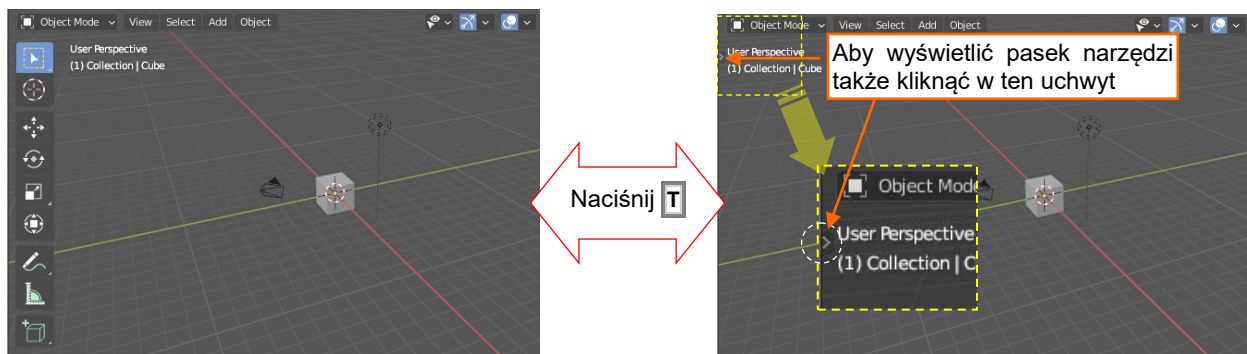 Object Mode View Select Add Object
User Perspective
(1) Collection | Cube
Naciśnij T
Object Mode View Select Add Object
User Perspective
(1) Collection | Cube
Aby wyświetlić pasek narzędzi
także kliknąć w ten uchwyt
Object Mode
User Perspective
(1) Collection | C